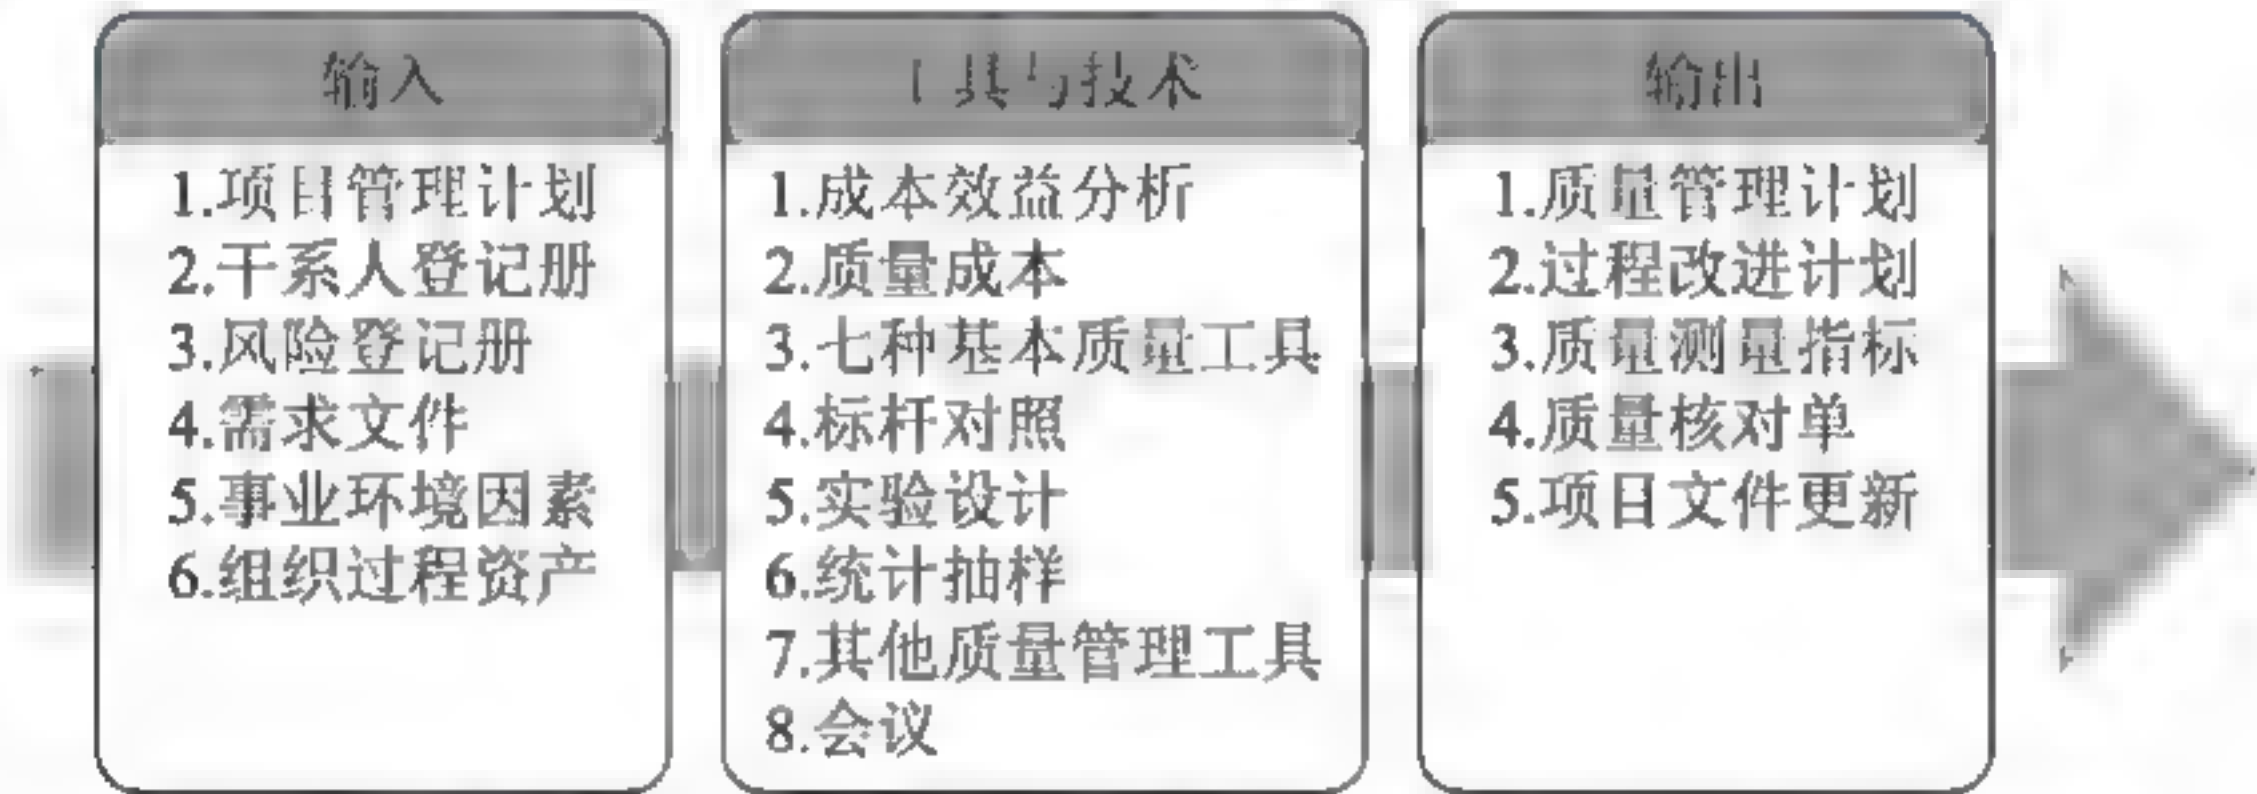 输入
1.项目管理计划
2.干系人登记册
3.风险登记册
4.需求文件
5.事业环境因素
6.组织过程资产
工具与技术
1.成本效益分析
2.质量成本
3.七种基本质量工具
4.标杆对照
5.实验设计
6.统计抽样
7.其他质量管理工具
8.会议
输出
1.质量管理计划
2.过程改进计划
3.质量测量指标
4.质量核对单
5.项目文件更新